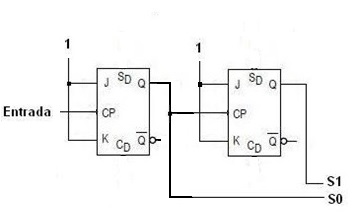 1
1
J SD Q
J SD Q
Entrada
CP
CP
K CD Q̅
K CD Q̅
S1
S0